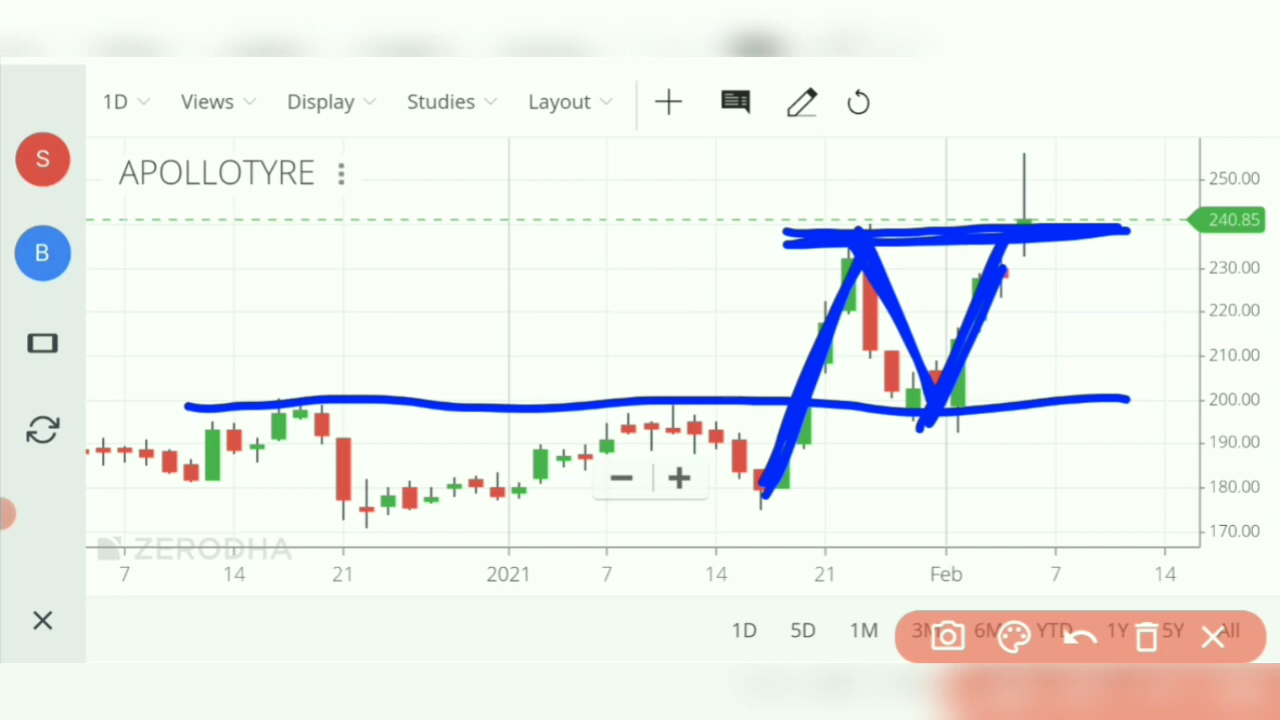 1D Views Display Studies Layout
S
APOLLOTYRE
250.00
240.85
B
230.00
220.00
210.00
200.00
190.00
180.00
170.00
ZERODHA
7 14 21 2021 7 14 21 Feb 7 14
1D 5D 1M 3M 6M YTD 1Y 5Y All